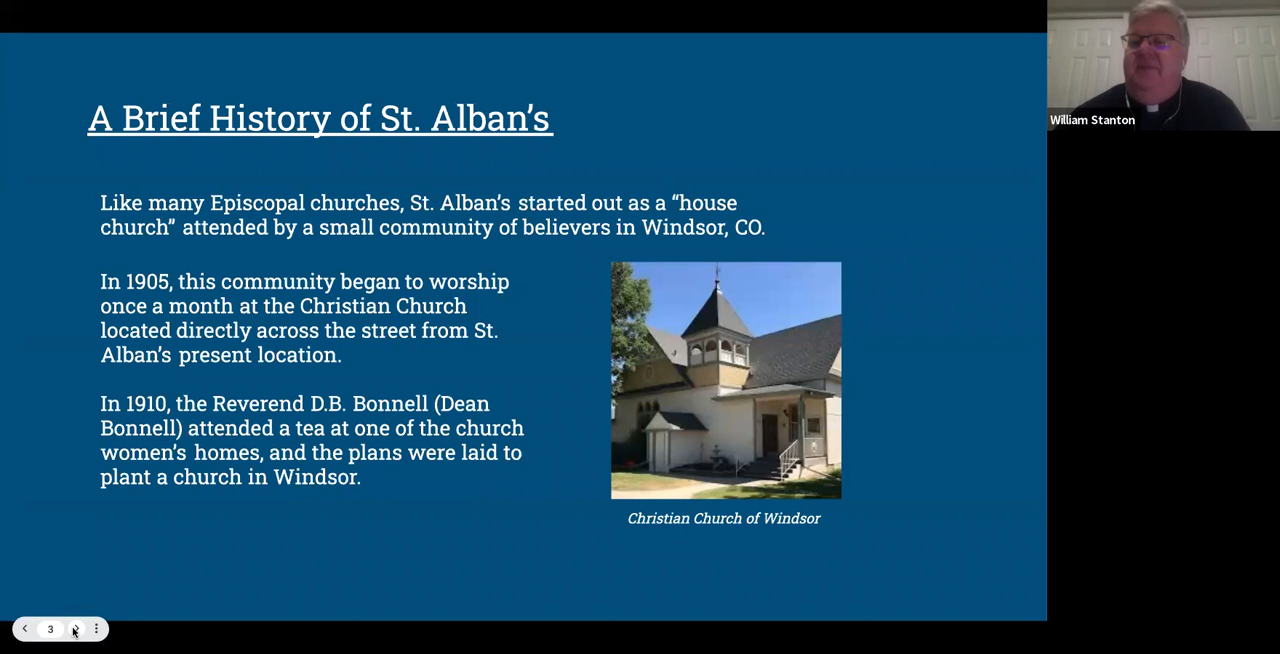 A Brief History of St. Alban's
Like many Episcopal churches, St. Alban's started out as a “house
church” attended by a small community of believers in Windsor, CO.
In 1905, this community began to worship
once a month at the Christian Church
located directly across the street from St.
Alban's present location.
In 1910, the Reverend D.B. Bonnell (Dean
Bonnell) attended a tea at one of the church
women's homes, and the plans were laid to
plant a church in Windsor.
Christian Church of Windsor
William Stanton
3